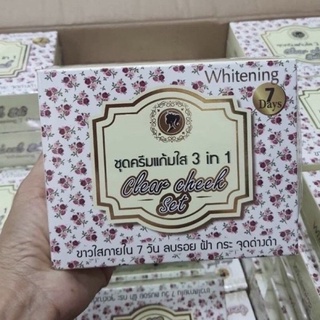 Whitening
7
Days
ชุดครีมแก้มใส 3 in 1
Clear cheek
set
ขาวใสภายใน 7 วัน ลบรอย ฝ้า กระ จุดด่างดำ